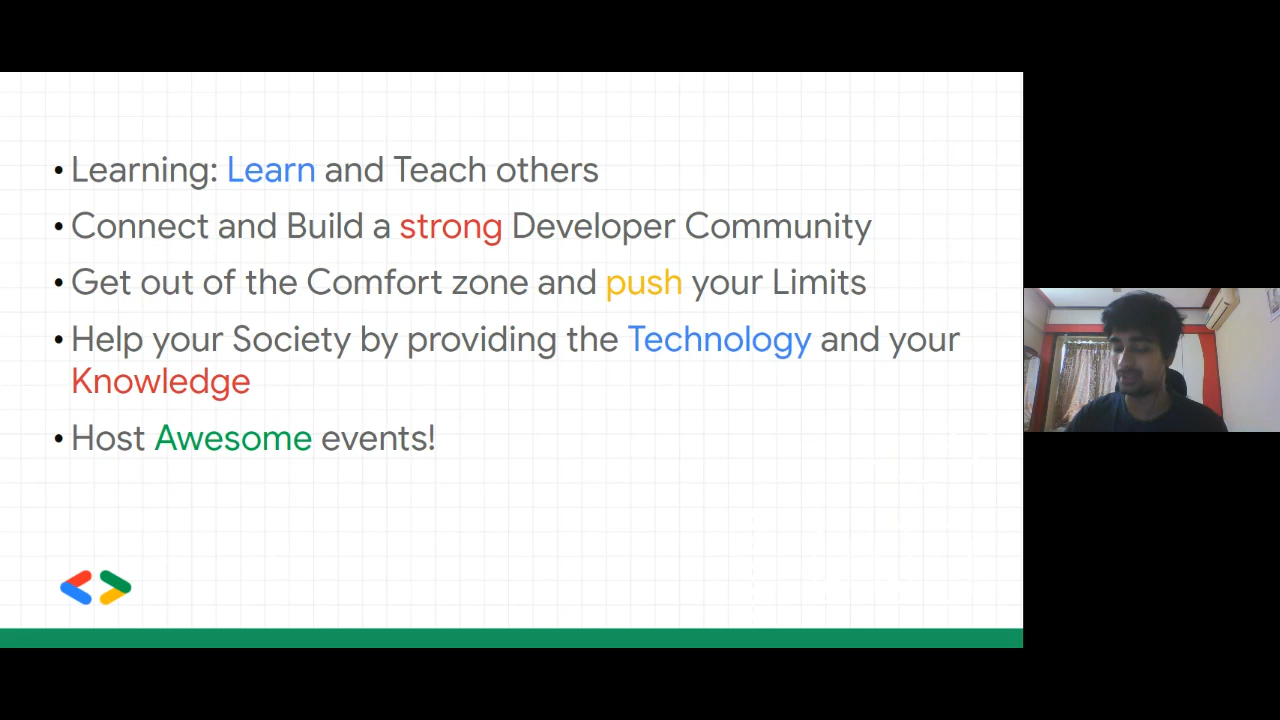 • Learning: Learn and Teach others
• Connect and Build a strong Developer Community
• Get out of the Comfort zone and push your Limits
• Help your Society by providing the Technology and your
Knowledge
• Host Awesome events!